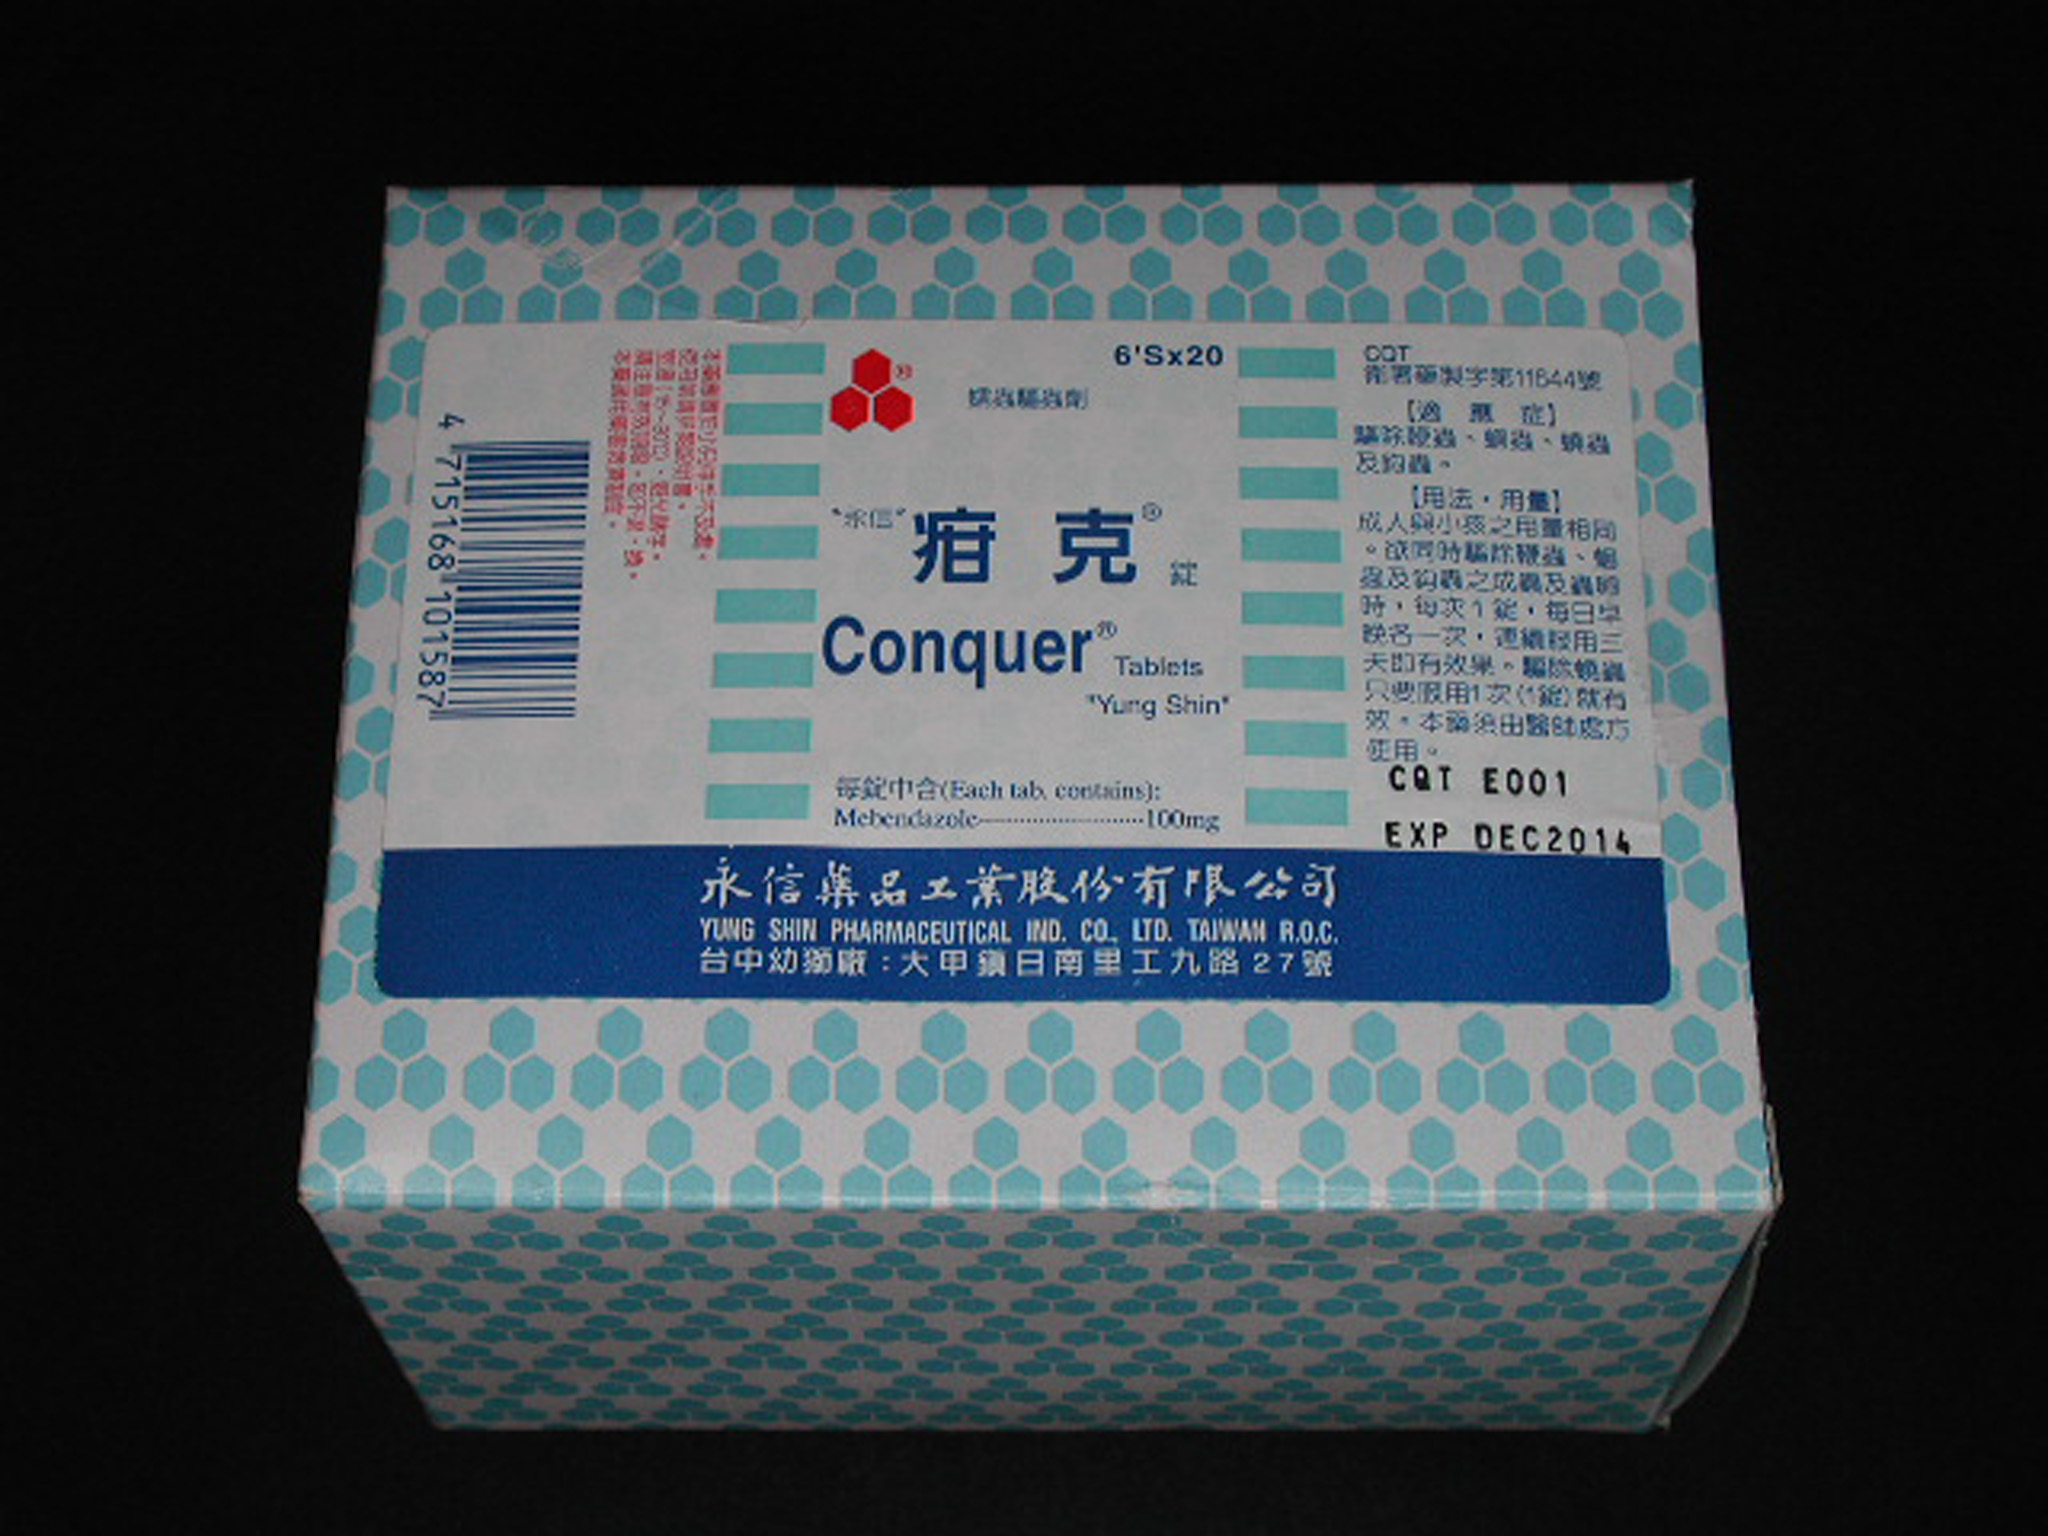 6'Sx20
蠕蟲驅蟲劑
"永信" 疳克® 錠
Conquer® Tablets
"Yung Shin"
每錠中含(Each tab. contains):
Mebendazole------------------------100mg
CQT
衛署藥製字第11644號
【適 應 症】
驅除鞭蟲、蛔蟲、蟯蟲
及鉤蟲。
【用法・用量】
成人與小孩之用量相同
。欲同時驅除鞭蟲、蛔
蟲及鉤蟲之成蟲及蟲卵
時，每次1錠，每日早
晚各一次，連續服用三
天即有效果。驅除蟯蟲
只要服用1次(1錠)就有
效。本藥須由醫師處方
使用。
CQT E001
EXP DEC2014
4 715168 101587
永信藥品工業股份有限公司
YUNG SHIN PHARMACEUTICAL IND. CO., LTD. TAIWAN R.O.C.
台中幼獅廠：大甲鎮日南里工九路27號